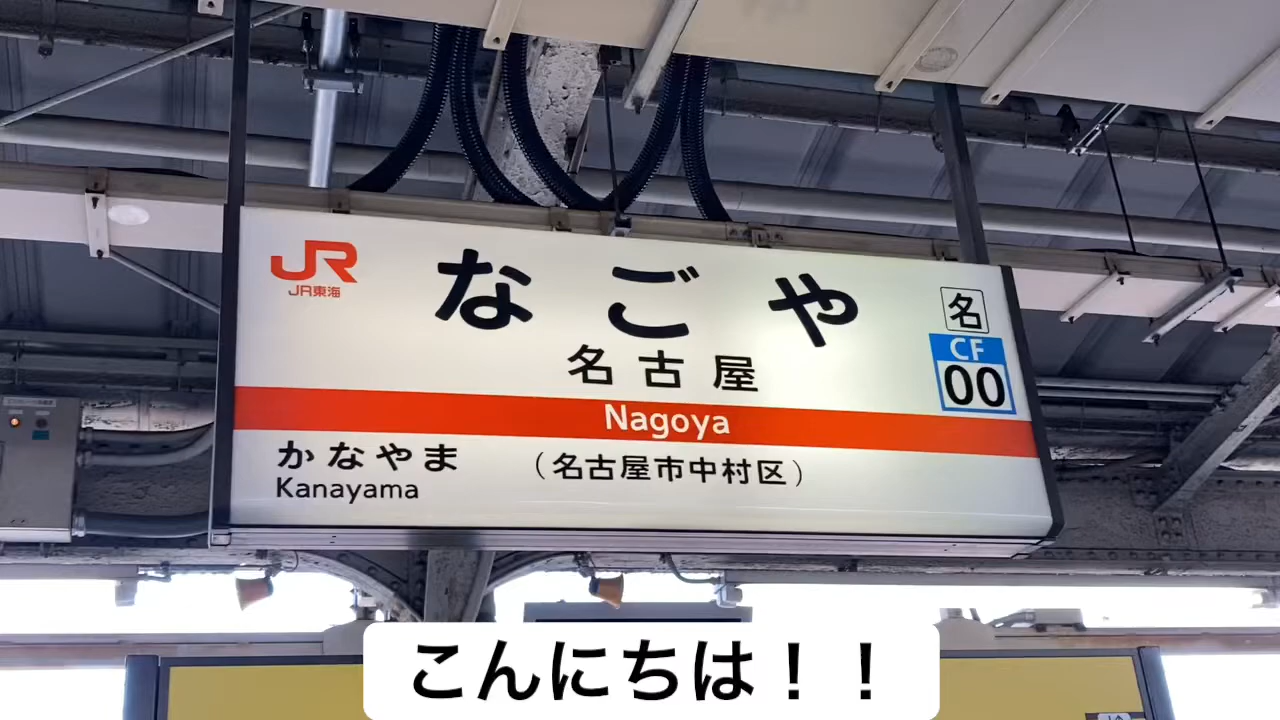 JR
JR東海
なごや
名古屋
Nagoya
名
CF
00
かなやま
Kanayama
（名古屋市中村区）
こんにちは！！